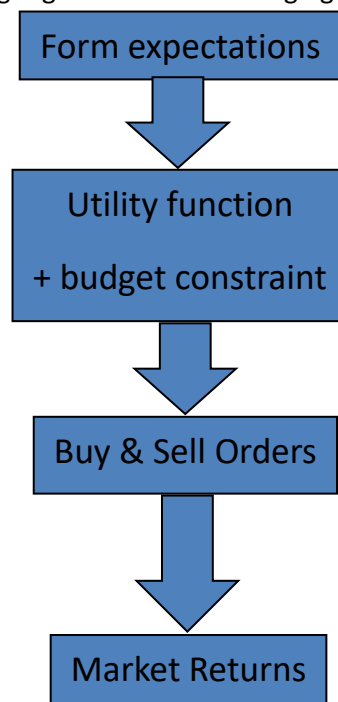 Form expectations
Utility function
+ budget constraint
Buy & Sell Orders
Market Returns